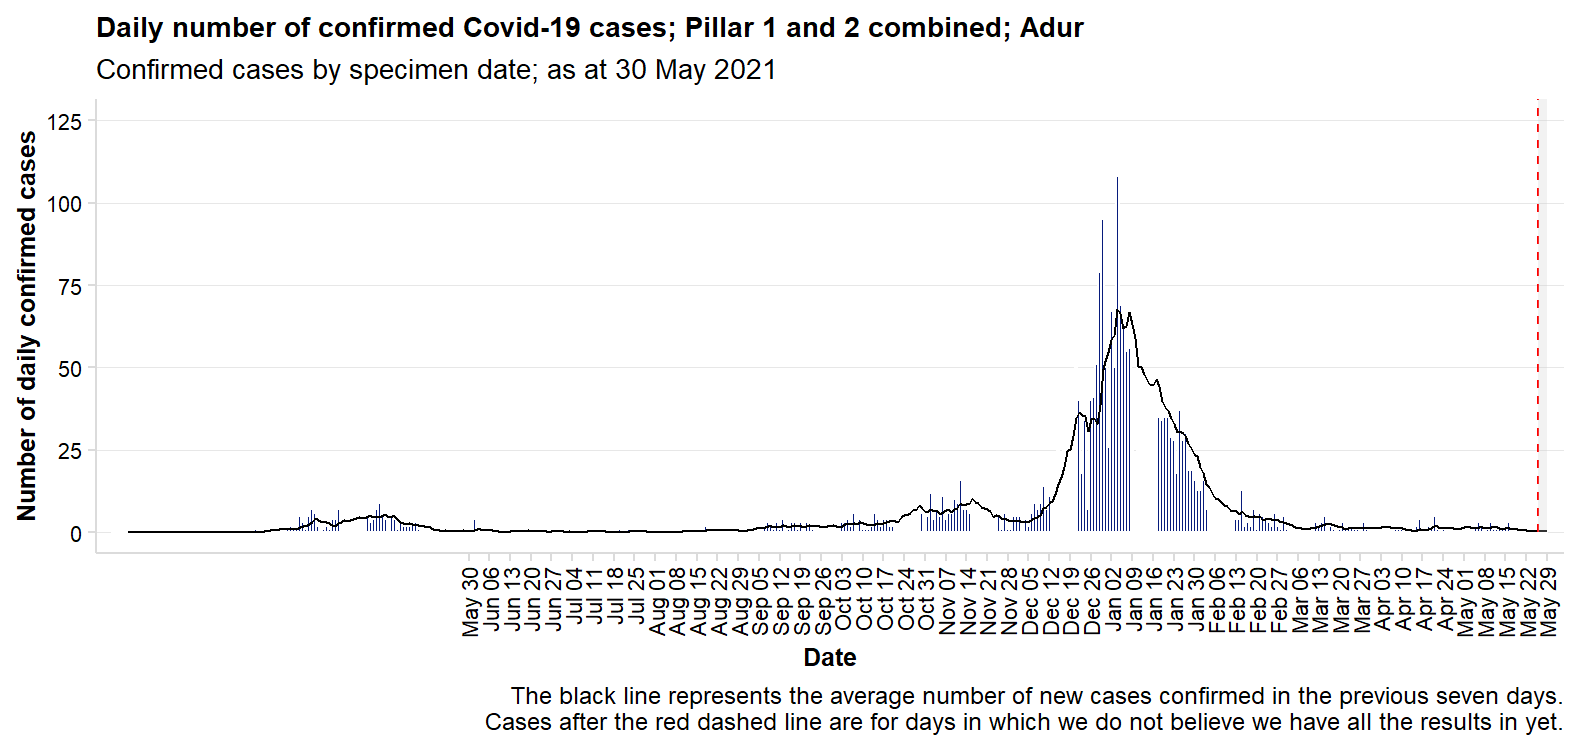 Daily number of confirmed Covid-19 cases; Pillar 1 and 2 combined; Adur
Confirmed cases by specimen date; as at 30 May 2021
Number of daily confirmed cases
125
100
75
50
25
0
May 30
Jun 06
Jun 13
Jun 20
Jun 27
Jul 04
Jul 11
Jul 18
Jul 25
Aug 01
Aug 08
Aug 15
Aug 22
Aug 29
Sep 05
Sep 12
Sep 19
Sep 26
Oct 03
Oct 10
Oct 17
Oct 24
Oct 31
Nov 07
Nov 14
Nov 21
Nov 28
Dec 05
Dec 12
Dec 19
Dec 26
Jan 02
Jan 09
Jan 16
Jan 23
Jan 30
Feb 06
Feb 13
Feb 20
Feb 27
Mar 06
Mar 13
Mar 20
Mar 27
Apr 03
Apr 10
Apr 17
Apr 24
May 01
May 08
May 15
May 22
May 29
Date
The black line represents the average number of new cases confirmed in the previous seven days.
Cases after the red dashed line are for days in which we do not believe we have all the results in yet.